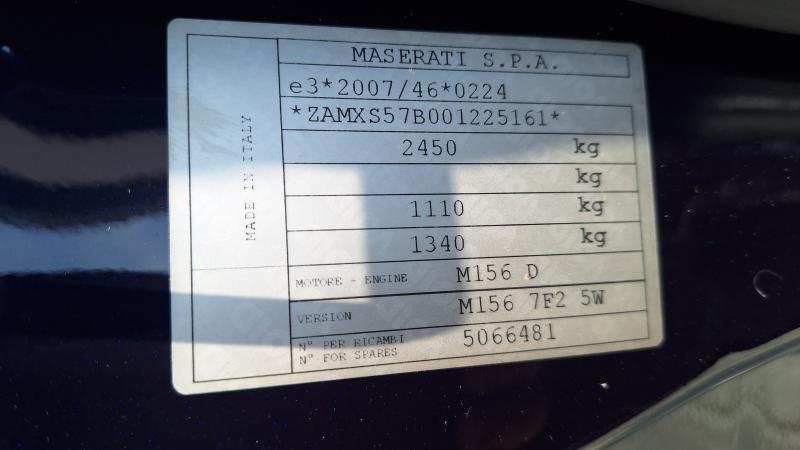 MASERATI S.P.A.
e3*2007/46*0224
*ZAMXS57B001225161*
2450 kg
kg
1110 kg
1340 kg
MADE IN ITALY
MOTORE - ENGINE M156 D
VERSION M156 7F2 5W
N° PER RICAMBI
N° FOR SPARES 5066481